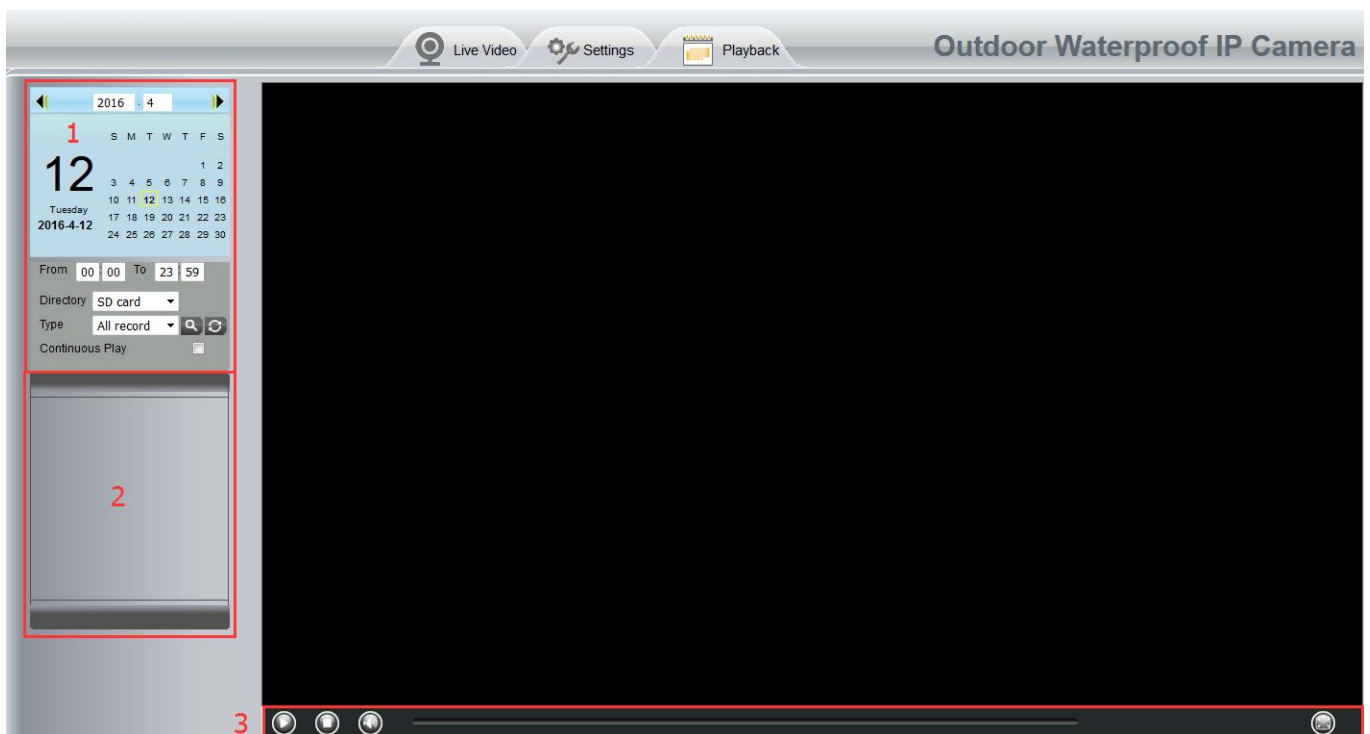 Live Video Settings Playback Outdoor Waterproof IP Camera
2016 . 4
1
S M T W T F S
1 2
3 4 5 6 7 8 9
10 11 12 13 14 15 16
17 18 19 20 21 22 23
24 25 26 27 28 29 30
12
Tuesday
2016-4-12
From 00 : 00 To 23 : 59
Directory SD card
Type All record
Continuous Play
2
3